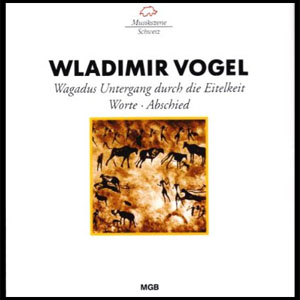 Musikszene
Schweiz
WLADIMIR VOGEL
Wagadus Untergang durch die Eitelkeit
Worte · Abschied
MGB